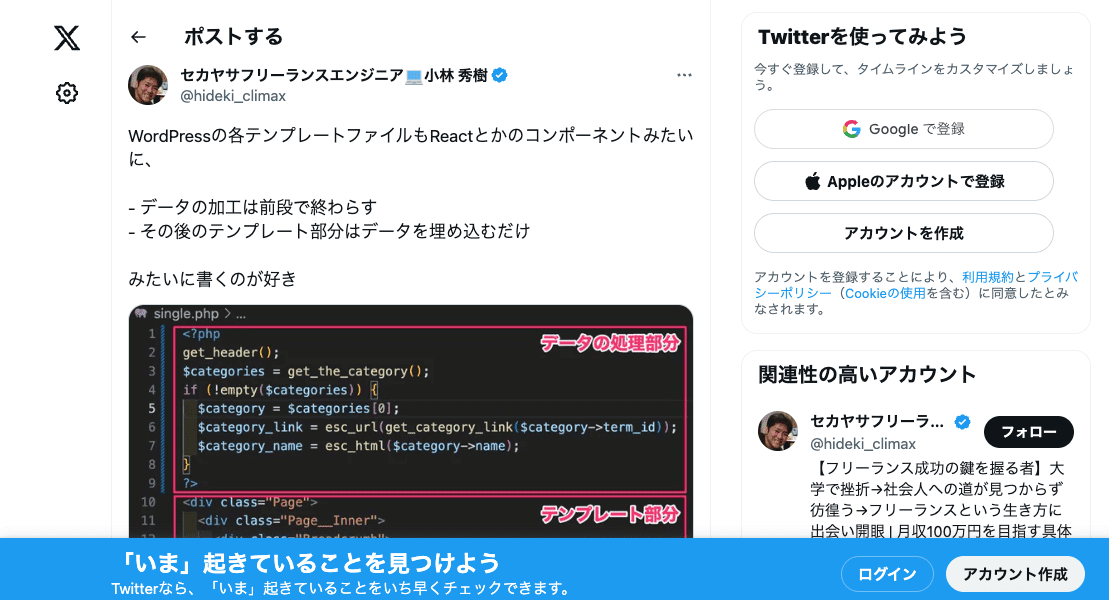 ポストする
セカヤサフリーランスエンジニア💻小林 秀樹
@hideki_climax
WordPressの各テンプレートファイルもReactとかのコンポーネントみたい
に、
- データの加工は前段で終わらす
- その後のテンプレート部分はデータを埋め込むだけ
みたいに書くのが好き
single.php > ...
1 <?php
データの処理部分
2 get_header();
3 $categories = get_the_category();
4 if (!empty($categories)) {
5 $category = $categories[0];
6 $category_link = esc_url(get_category_link($category->term_id));
7 $category_name = esc_html($category->name);
8 }
9 ?>
10 <div class="Page">
テンプレート部分
11 <div class="Page__Inner">
Twitterを使ってみよう
今すぐ登録して、タイムラインをカスタマイズしましょ
う。
Google で登録
Appleのアカウントで登録
アカウントを作成
アカウントを登録することにより、利用規約とプライバ
シーポリシー（Cookieの使用を含む）に同意したとみ
なされます。
関連性の高いアカウント
セカヤサフリーラ...
@hideki_climax
フォロー
【フリーランス成功の鍵を握る者】大
学で挫折→社会人への道が見つからず
彷徨う→フリーランスという生き方に
出会い開眼 | 月収100万円を目指す具体
「いま」起きていることを見つけよう
Twitterなら、「いま」起きていることをいち早くチェックできます。
ログイン
アカウント作成